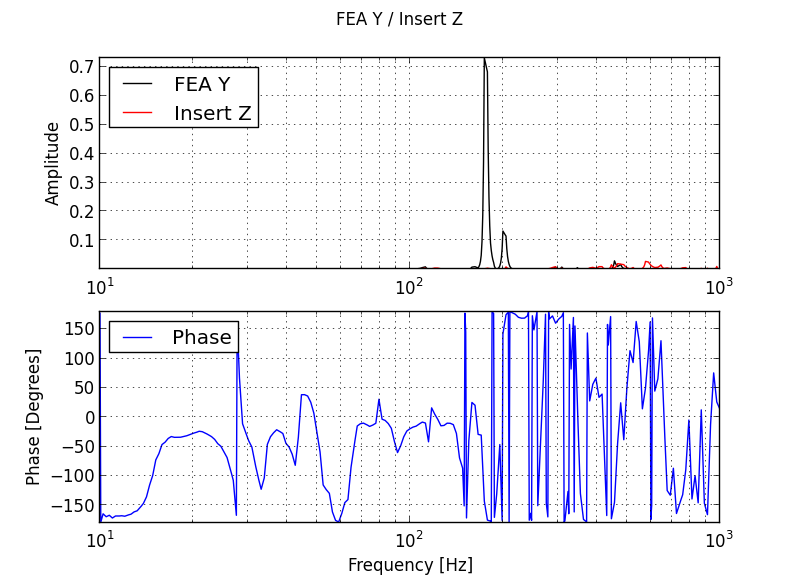 FEA Y / Insert Z
0.7
0.6
0.5
0.4
0.3
0.2
0.1
Amplitude
FEA Y
Insert Z
10^1
10^2
10^3
150
100
50
0
−50
−100
−150
Phase [Degrees]
Phase
10^1
10^2
10^3
Frequency [Hz]